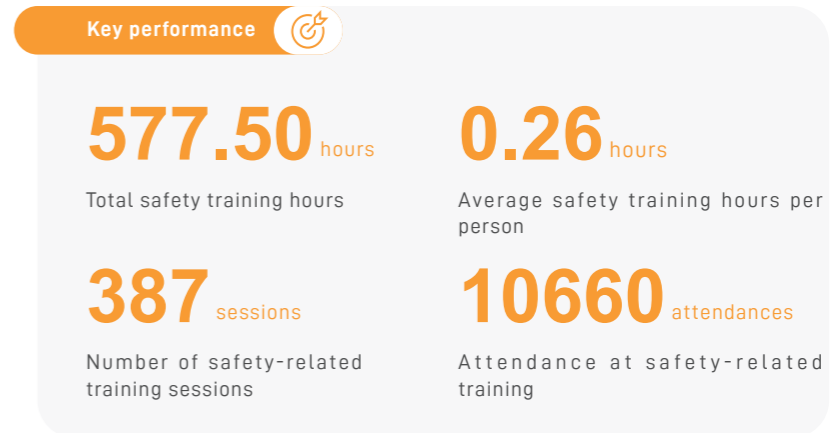 Key performance
577.50 hours
Total safety training hours
0.26 hours
Average safety training hours per
person
387 sessions
Number of safety-related
training sessions
10660 attendances
Attendance at safety-related
training